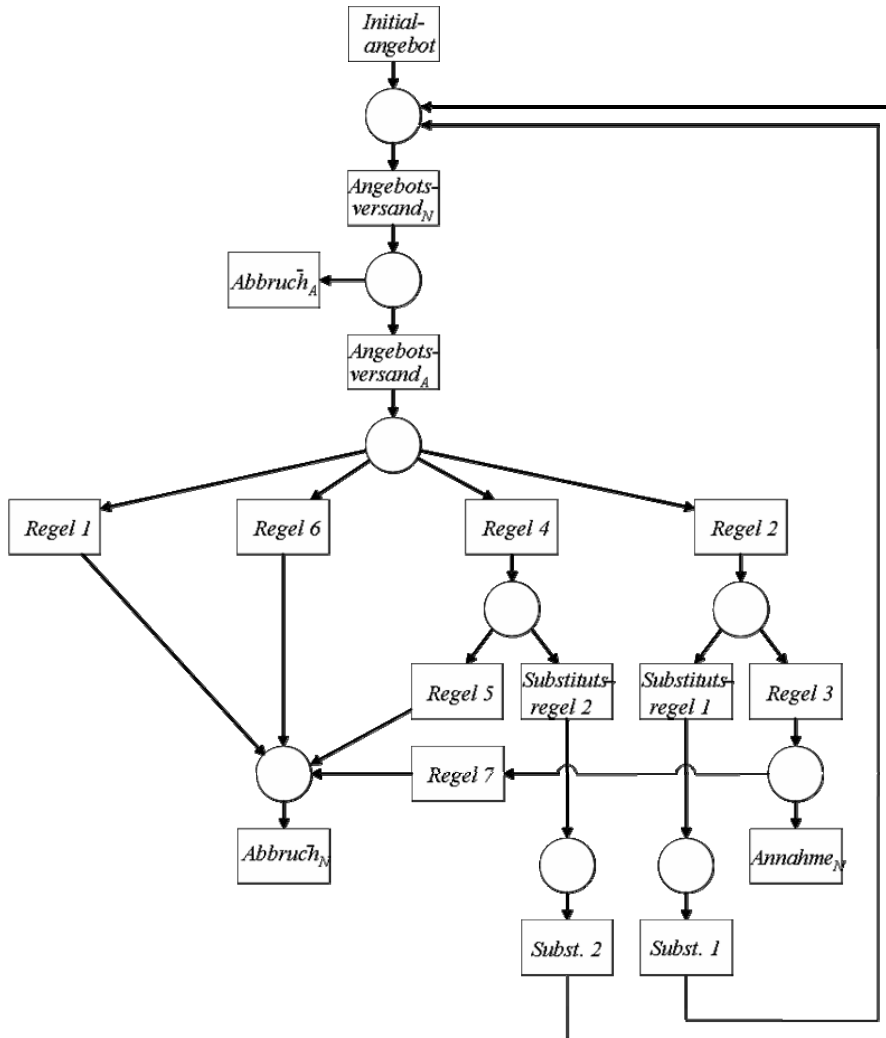 Initial-
angebot
Angebots-
versand_N
Abbruch_A
Angebots-
versand_A
Regel 1
Regel 6
Regel 4
Regel 2
Regel 5
Substituts-
regel 2
Substituts-
regel 1
Regel 3
Regel 7
Abbruch_N
Annahme_N
Subst. 2
Subst. 1